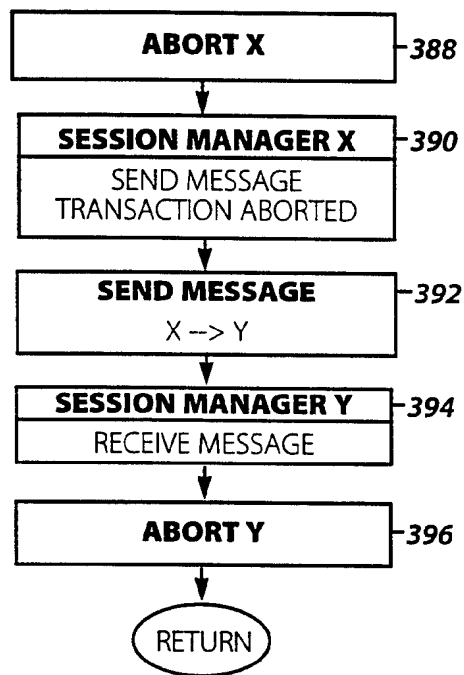 ABORT X
388
SESSION MANAGER X
390
SEND MESSAGE
TRANSACTION ABORTED
SEND MESSAGE
392
X --> Y
SESSION MANAGER Y
394
RECEIVE MESSAGE
ABORT Y
396
RETURN